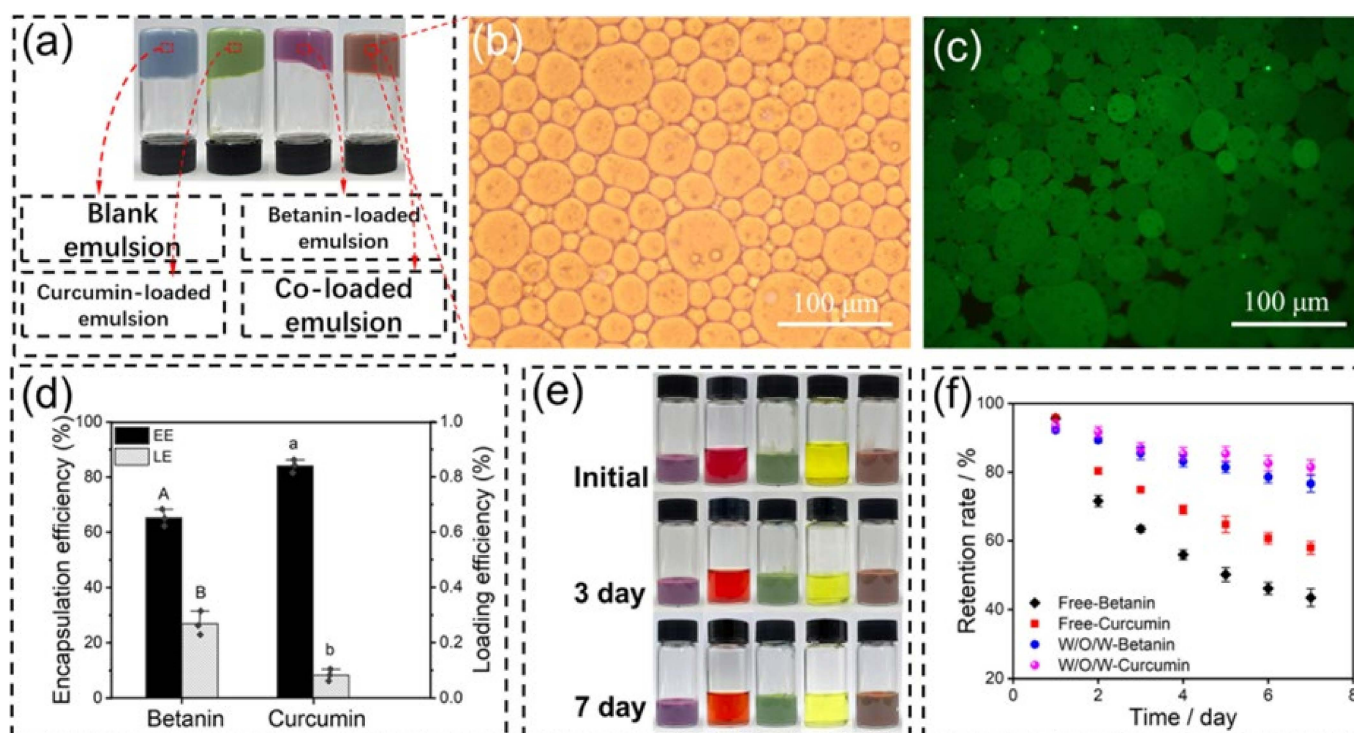 (a)
Blank
emulsion
Betanin-loaded
emulsion
Curcumin-loaded
emulsion
Co-loaded
emulsion
(b)
100 μm
(c)
100 μm
(d)
Encapsulation efficiency (%)
100
80
60
40
20
0
EE
LE
A
B
a
b
Betanin
Curcumin
1.0
0.8
0.6
0.4
0.2
0.0
Loading efficiency (%)
(e)
Initial
3 day
7 day
(f)
Retention rate / %
100
80
60
40
20
Free-Betanin
Free-Curcumin
W/O/W-Betanin
W/O/W-Curcumin
0
2
4
6
8
Time / day